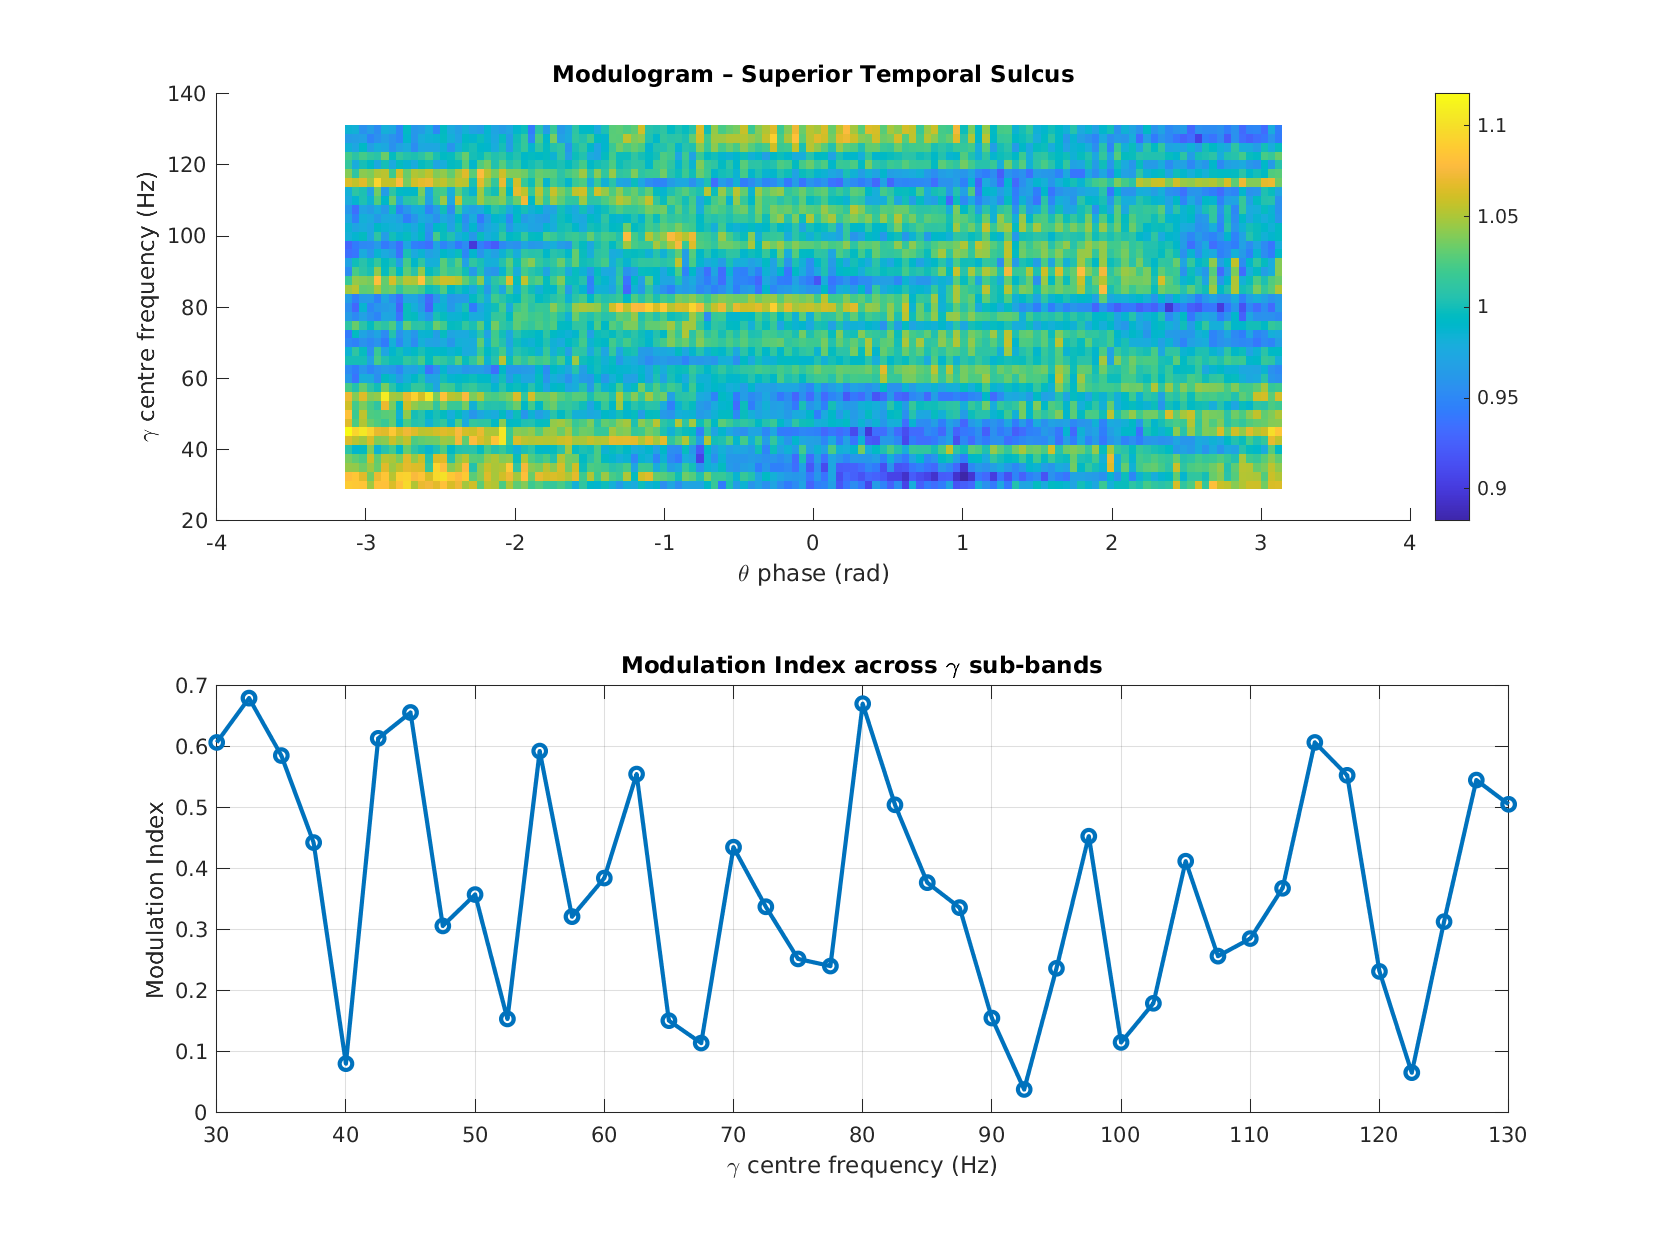 Modulogram – Superior Temporal Sulcus
140
120
100
80
60
40
20
γ centre frequency (Hz)
-4 -3 -2 -1 0 1 2 3 4
θ phase (rad)
1.1
1.05
1
0.95
0.9
Modulation Index across γ sub-bands
0.7
0.6
0.5
0.4
0.3
0.2
0.1
0
Modulation Index
30 40 50 60 70 80 90 100 110 120 130
γ centre frequency (Hz)